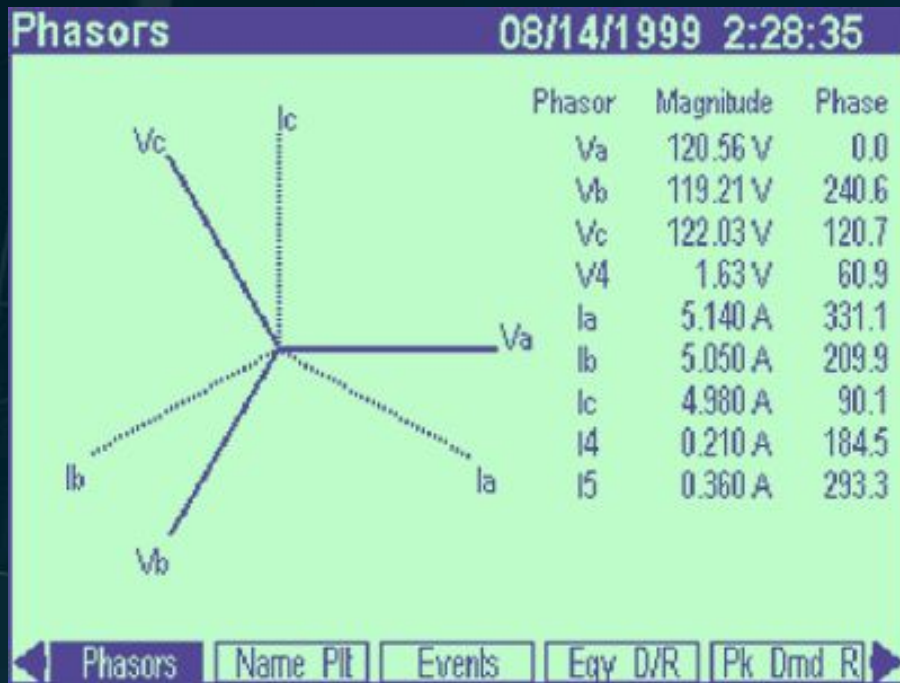 Phasors 08/14/1999 2:28:35
Phasor Magnitude Phase
Va 120.56 V 0.0
Vb 119.21 V 240.6
Vc 122.03 V 120.7
V4 1.63 V 60.9
Ia 5.140 A 331.1
Ib 5.050 A 209.9
Ic 4.980 A 90.1
I4 0.210 A 184.5
I5 0.360 A 293.3
Ic
Vc
Va
Ib
Ia
Vb
Phasors Name Plt Events Egy D/R Pk Dmd R